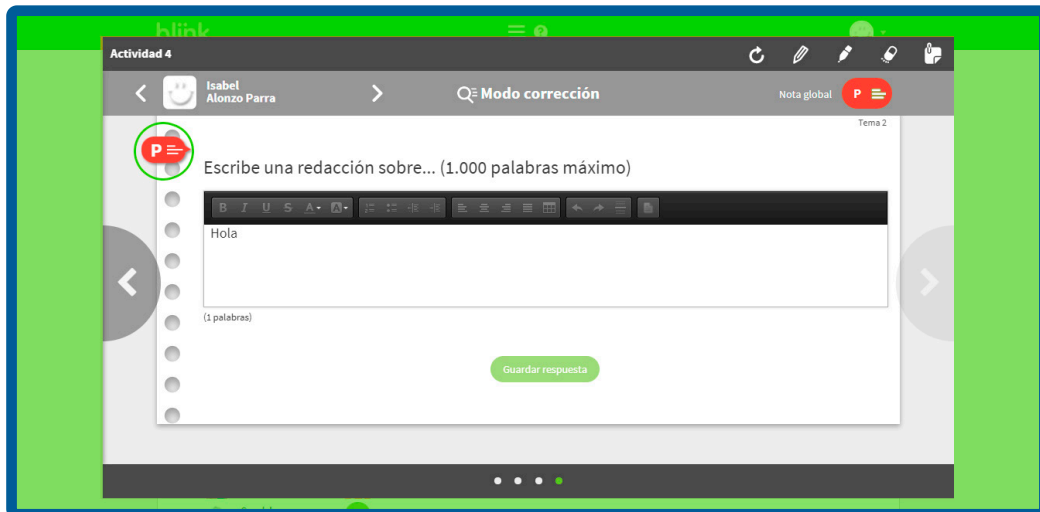 blink
Actividad 4
Isabel
Alonzo Parra
Modo corrección
Nota global
P
Tema 2
P
Escribe una redacción sobre... (1.000 palabras máximo)
B I U S A A
Hola
(1 palabras)
Guardar respuesta